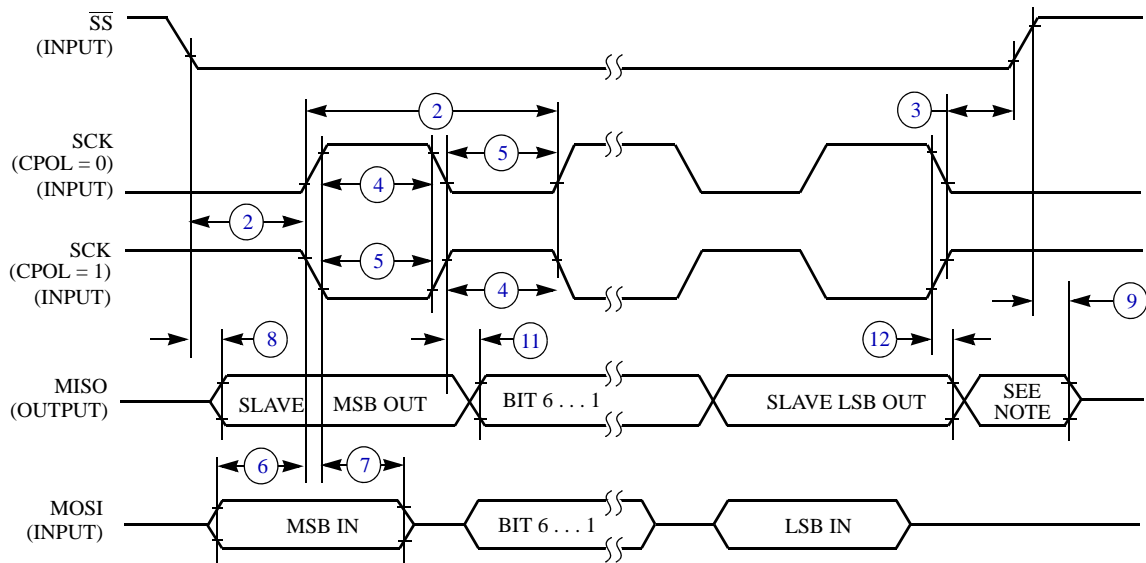 SS
(INPUT)
2
3
SCK
(CPOL = 0)
(INPUT)
5
4
2
SCK
(CPOL = 1)
(INPUT)
5
4
9
8
11
12
MISO
(OUTPUT)
SLAVE MSB OUT
BIT 6 . . . 1
SLAVE LSB OUT
SEE
NOTE
6
7
MOSI
(INPUT)
MSB IN
BIT 6 . . . 1
LSB IN